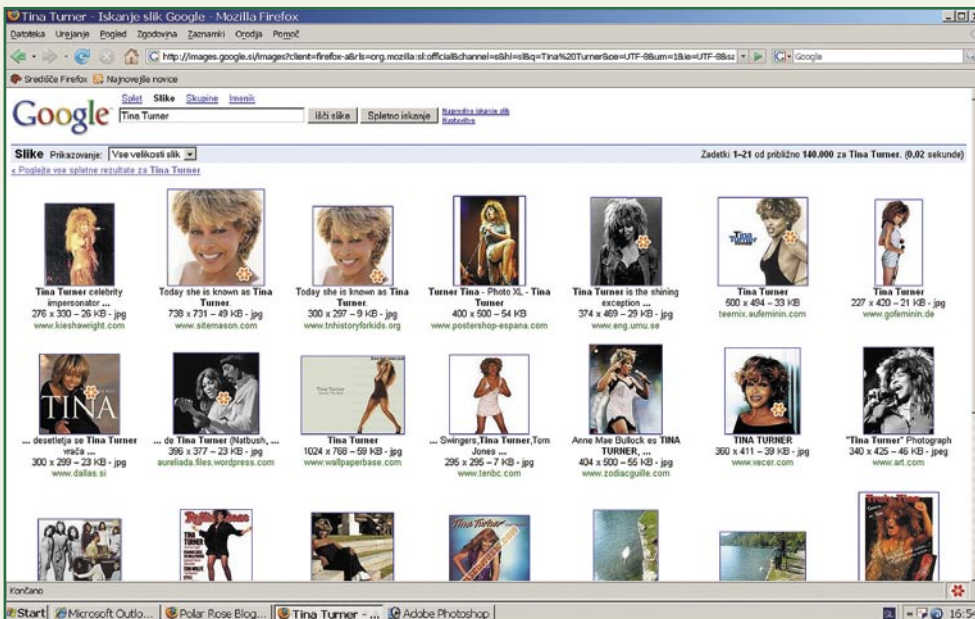 Tina Turner - Iskanje slik Google - Mozilla Firefox
Datoteka Urejanje Pogled Zgodovina Zaznamki Orodja Pomoč
http://images.google.si/images?client=firefox-a&rls=org.mozilla:sl:official&channel=s&hl=sl&q=Tina%20Turner&oe=UTF-8&um=1&ie=UTF-8&sa
Google
Središče Firefox Najnovejše novice
Splet Slike Skupine Imenik
Google
Tina Turner
Išči slike Spletno iskanje
Napredno iskanje slik
Nastavitve
Slike Prikazovanje: Vse velikosti slik
Zadetki 1–21 od približno 140.000 za Tina Turner. (0,02 sekunde)
« Poglejte vse spletne rezultate za Tina Turner
Tina Turner
Tina Turner celebrity
impersonator ...
276 x 330 – 26 KB - jpg
www.kieshawright.com
Today she is known as Tina
Turner.
738 x 731 – 49 KB - jpg
www.sitemason.com
Today she is known as Tina
Turner.
300 x 297 – 9 KB - jpg
www.tnhistoryforkids.org
Turner Tina - Photo XL - Tina
Turner
400 x 500 – 54 KB
www.postershop-espana.com
Tina Turner is the shining
exception ...
374 x 469 – 29 KB - jpg
www.eng.umu.se
Tina Turner
500 x 494 – 33 KB
teemix.aufeminin.com
Tina Turner
227 x 420 – 21 KB - jpg
www.gofeminin.de
TINA
Tina Turner
... desetletja se Tina Turner
vrača ...
300 x 299 – 23 KB - jpg
www.dallas.si
... de Tina Turner (Natbush, ...
396 x 377 – 23 KB - jpg
aureliada.files.wordpress.com
Tina Turner
1024 x 768 – 59 KB - jpg
www.wallpaperbase.com
... Swingers,Tina Turner,Tom
Jones ...
295 x 295 – 7 KB - jpg
www.tenbc.com
Anne Mae Bullock es TINA
TURNER, ...
404 x 500 – 55 KB - jpg
www.zodiacguille.com
TINA TURNER
360 x 411 – 39 KB - jpg
www.vecer.com
"Tina Turner" Photograph
340 x 425 – 46 KB - jpeg
www.art.com
RollingStone
TINA
TURNER
Tina Turner
Končano
Start Microsoft Outlo... Polar Rose Blog... Tina Turner - ... Adobe Photoshop
SL 16:54